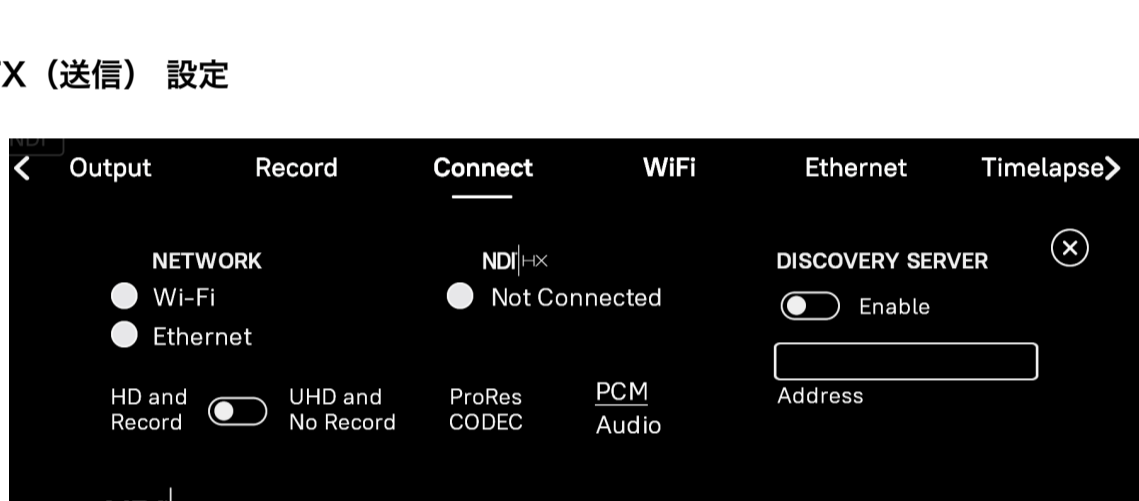 X（送信） 設定
Output Record Connect WiFi Ethernet Timelapse
NETWORK
Wi-Fi
Ethernet
NDI HX
Not Connected
DISCOVERY SERVER
Enable
Address
HD and
Record
UHD and
No Record
ProRes
CODEC
PCM
Audio